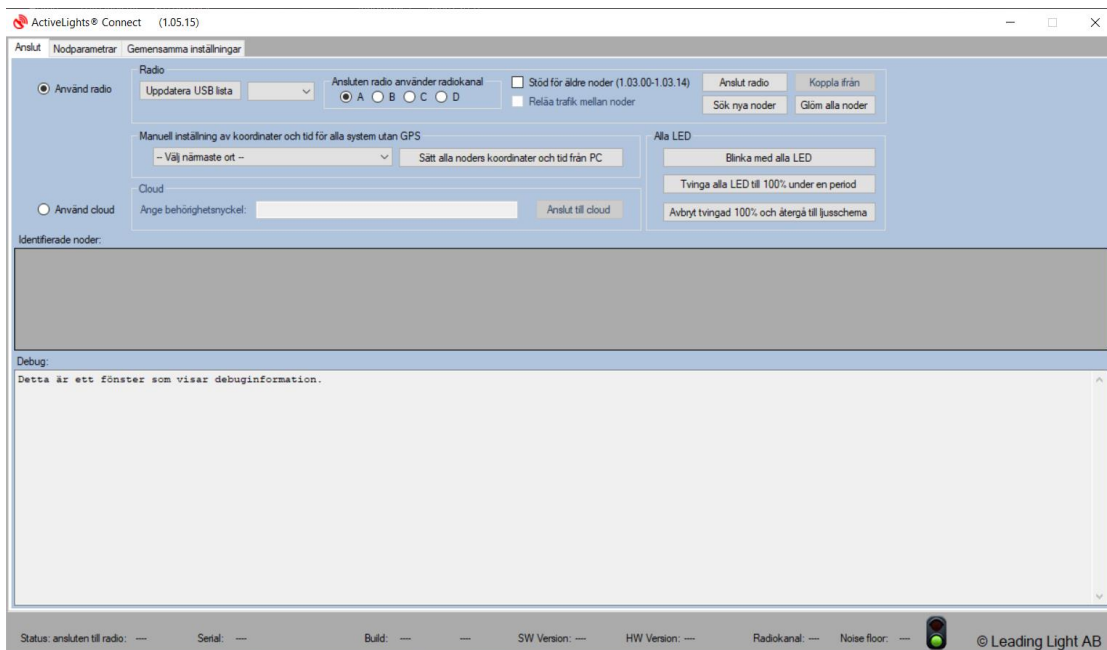 ActiveLights® Connect (1.05.15)
Anslut Nodparametrar Gemensamma inställningar
Använd radio
Radio
Uppdatera USB lista
Ansluten radio använder radiokanal
A B C D
Stöd för äldre noder (1.03.00-1.03.14)
Reläa trafik mellan noder
Anslut radio
Koppla ifrån
Sök nya noder
Glöm alla noder
Manuell inställning av koordinater och tid för alla system utan GPS
-- Välj närmaste ort --
Sätt alla noders koordinater och tid från PC
Alla LED
Blinka med alla LED
Tvinga alla LED till 100% under en period
Avbryt tvingad 100% och återgå till ljusschema
Använd cloud
Cloud
Ange behörighetsnyckel:
Anslut till cloud
Identifierade noder:
Debug:
Detta är ett fönster som visar debuginformation.
Status: ansluten till radio: ---- Serial: ---- Build: ---- ---- SW Version: ---- HW Version: ---- Radiokanal: ---- Noise floor: ---- © Leading Light AB